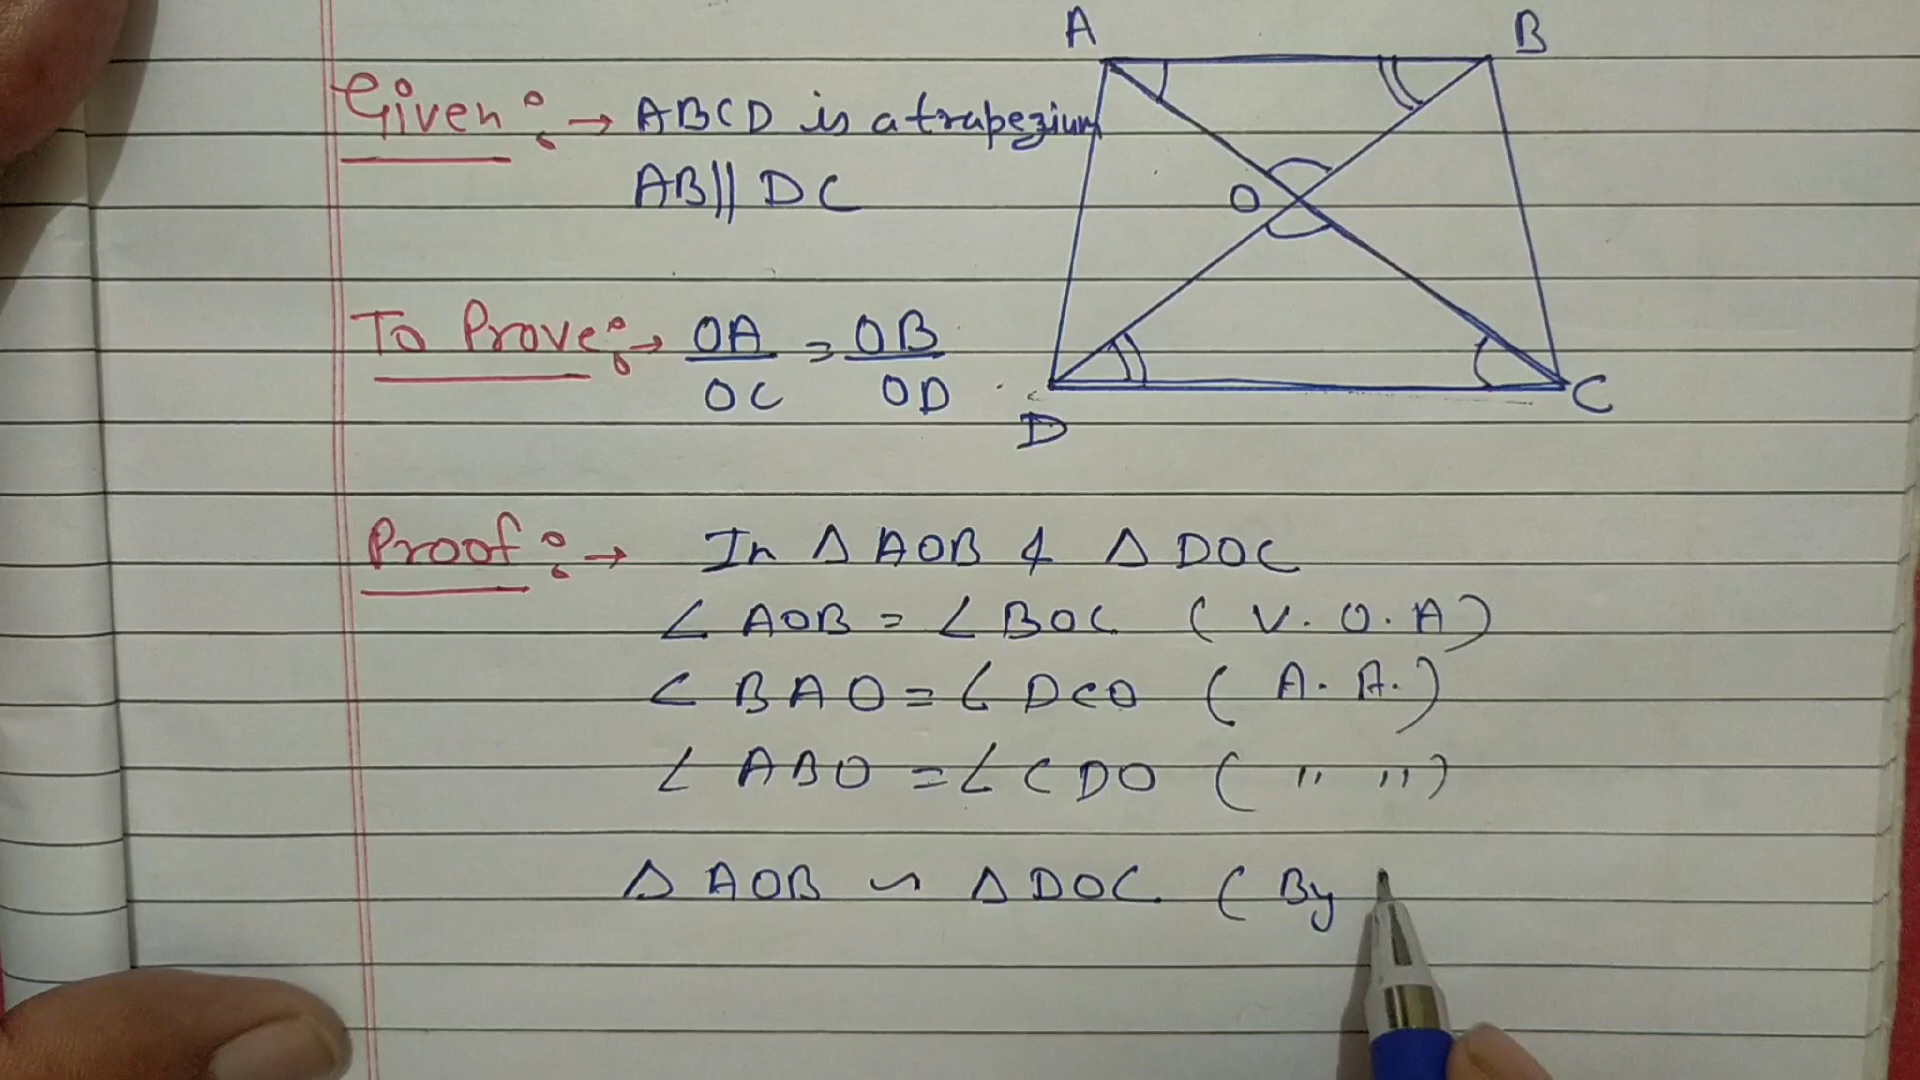 A B
Given :→ ABCD is a trapezium
AB || DC
O
To Prove :→ OA/OC = OB/OD
D C
Proof :→ In △ AOB & △ DOC
∠ AOB = ∠ BOC ( V. O. A )
∠ BAO = ∠ DCO ( A. A. )
∠ ABO = ∠ CDO ( " " )
△ AOB ~ △ DOC ( By